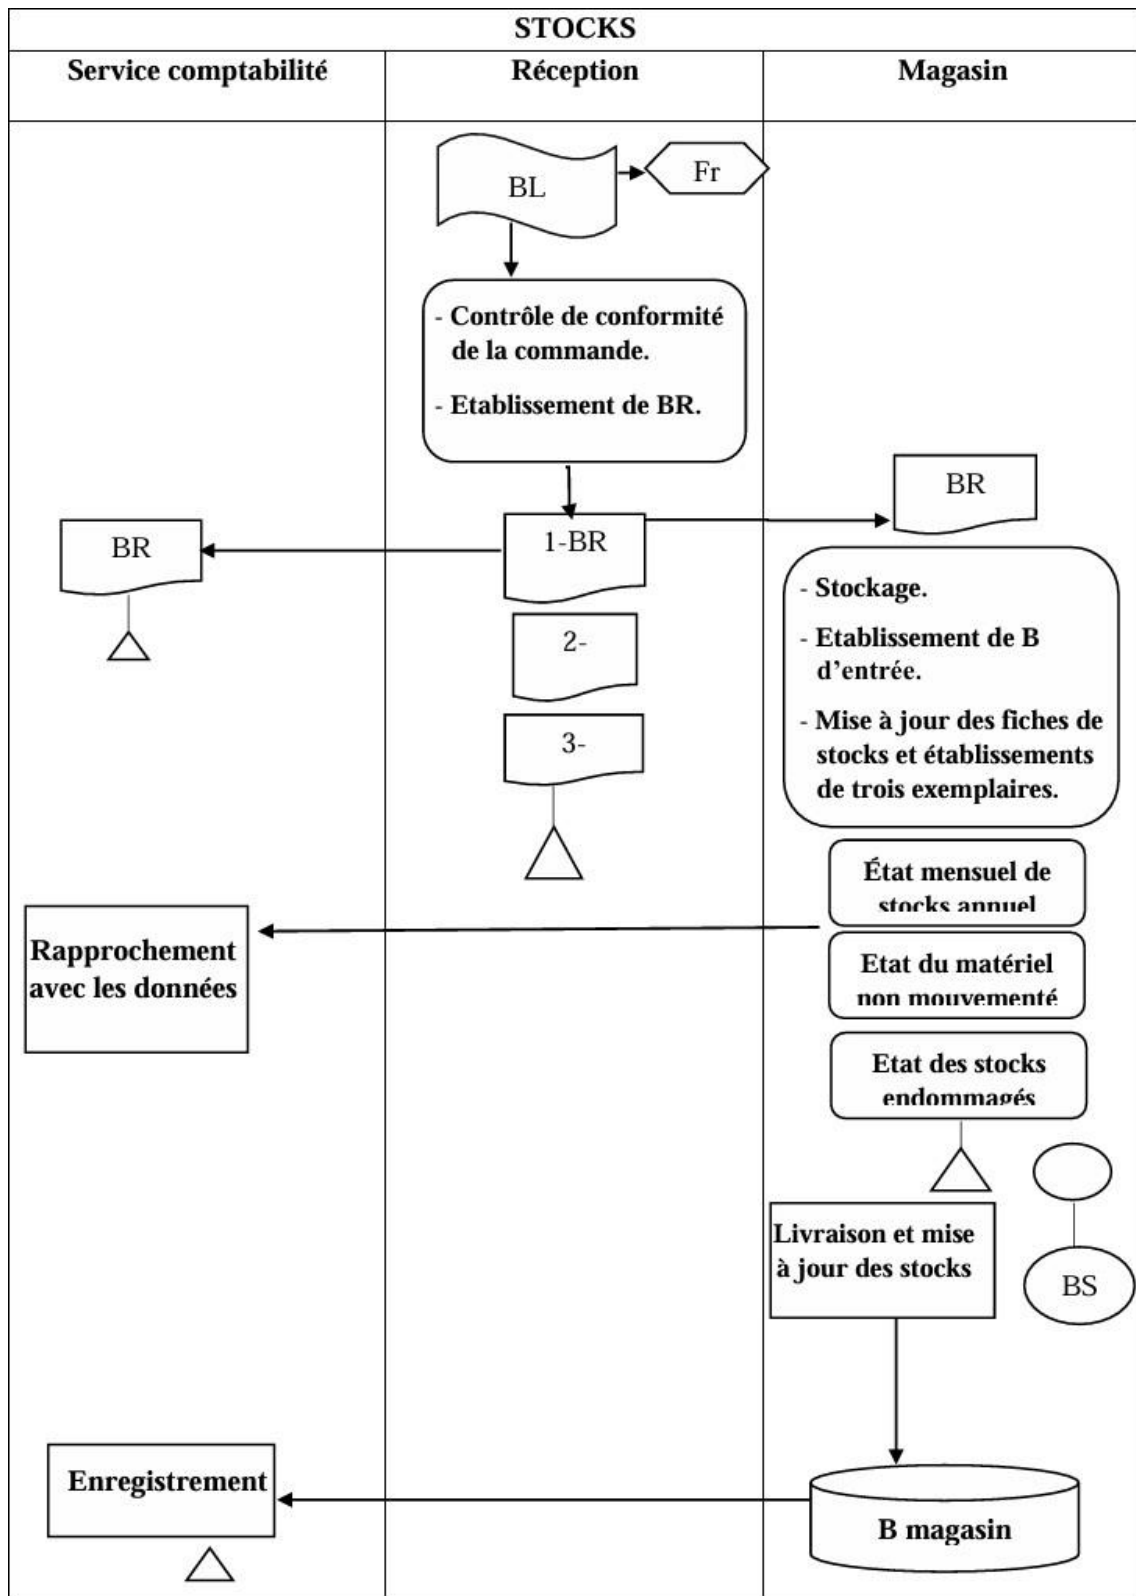 STOCKS
Service comptabilité
Réception
Magasin
BL
Fr
- Contrôle de conformité
de la commande.
- Etablissement de BR.
BR
1-BR
BR
2-
3-
- Stockage.
- Etablissement de B
d’entrée.
- Mise à jour des fiches de
stocks et établissements
de trois exemplaires.
État mensuel de
stocks annuel
Rapprochement
avec les données
Etat du matériel
non mouvementé
Etat des stocks
endommagés
Livraison et mise
à jour des stocks
BS
Enregistrement
B magasin